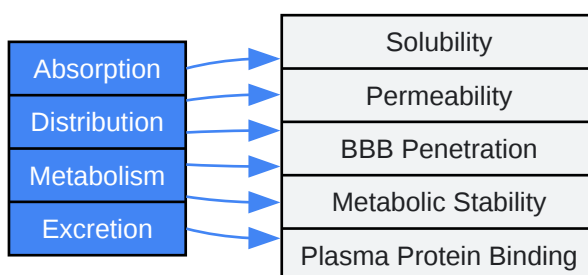 Absorption
Distribution
Metabolism
Excretion
Solubility
Permeability
BBB Penetration
Metabolic Stability
Plasma Protein Binding